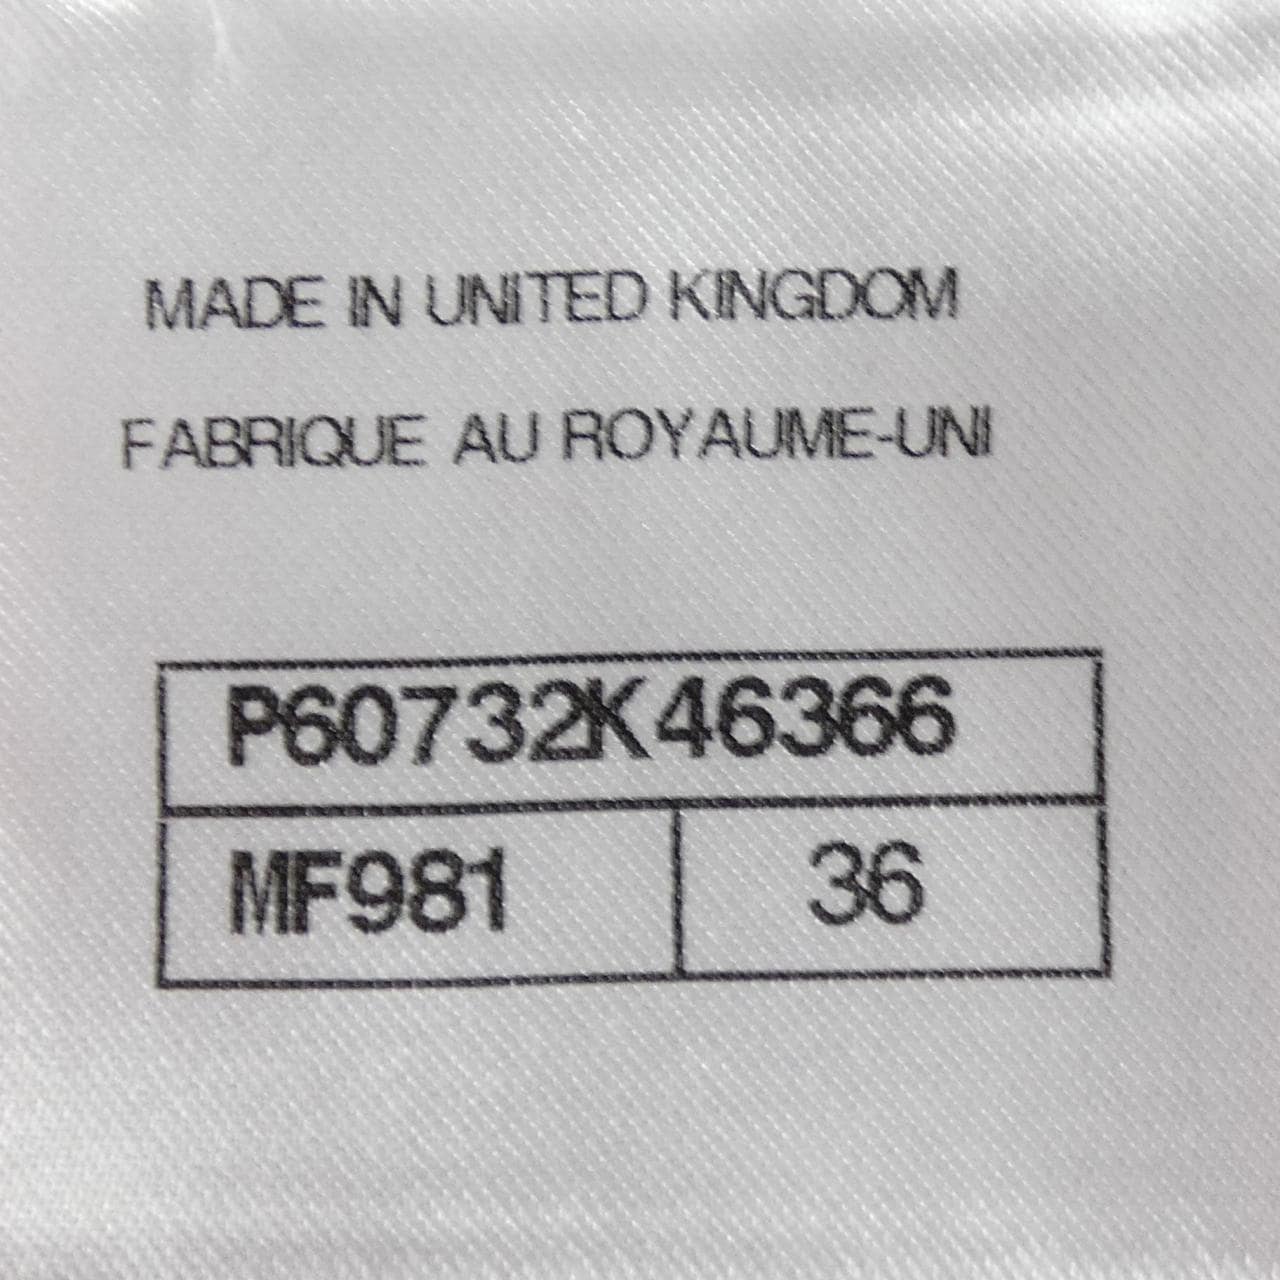 MADE IN UNITED KINGDOM
FABRIQUE AU ROYAUME-UNI
P60732K46366
MF981 36